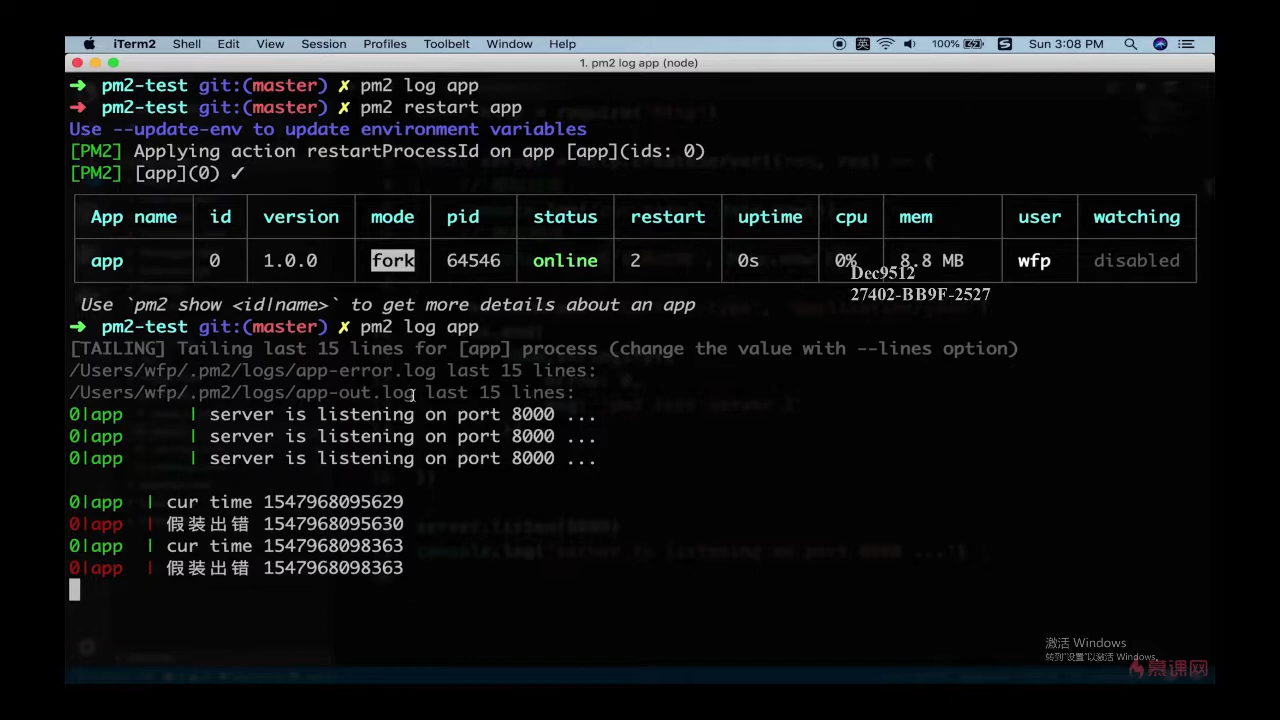 iTerm2 Shell Edit View Session Profiles Toolbelt Window Help 英 100% Sun 3:08 PM
1. pm2 log app (node)
➜ pm2-test git:(master) ✗ pm2 log app
➜ pm2-test git:(master) ✗ pm2 restart app
Use --update-env to update environment variables
[PM2] Applying action restartProcessId on app [app](ids: 0)
[PM2] [app](0) ✓
App name id version mode pid status restart uptime cpu mem user watching
app 0 1.0.0 fork 64546 online 2 0s 0% 8.8 MB wfp disabled
Dec9512
27402-BB9F-2527
Use `pm2 show <id|name>` to get more details about an app
➜ pm2-test git:(master) ✗ pm2 log app
[TAILING] Tailing last 15 lines for [app] process (change the value with --lines option)
/Users/wfp/.pm2/logs/app-error.log last 15 lines:
/Users/wfp/.pm2/logs/app-out.log last 15 lines:
0|app | server is listening on port 8000 ...
0|app | server is listening on port 8000 ...
0|app | server is listening on port 8000 ...
0|app | cur time 1547968095629
0|app | 假装出错 1547968095630
0|app | cur time 1547968098363
0|app | 假装出错 1547968098363
激活 Windows
转到"设置"以激活 Windows。
慕课网